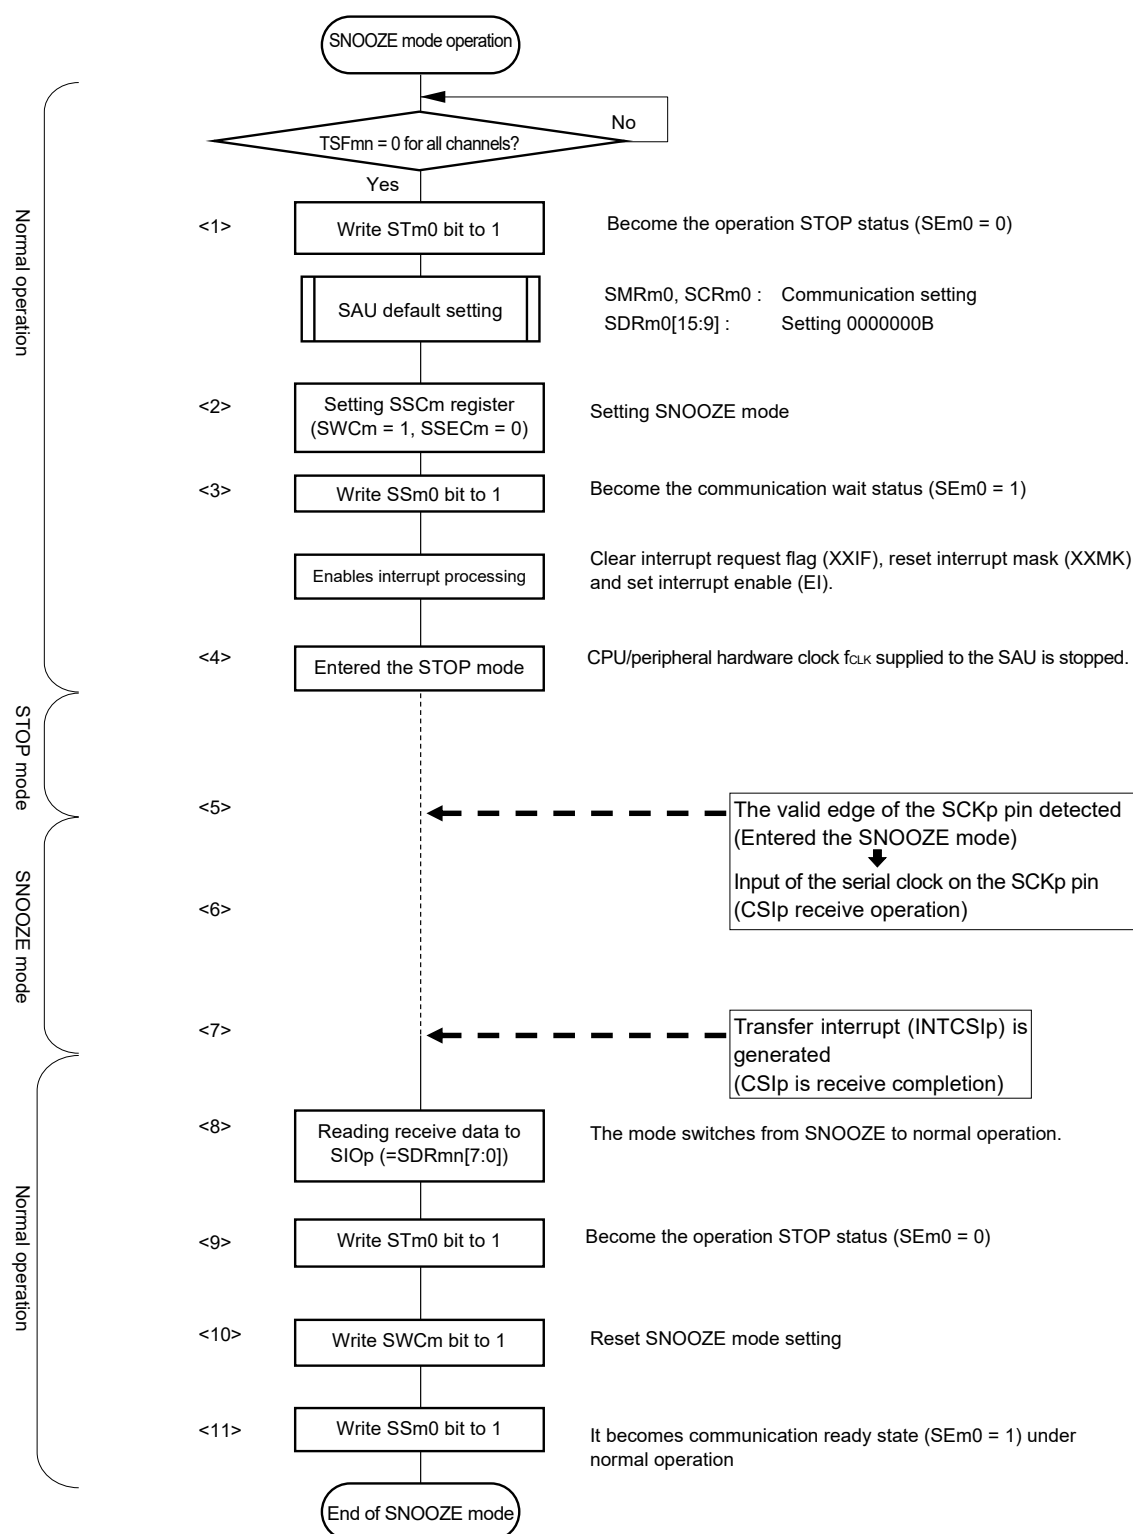 SNOOZE mode operation
No
TSFmn = 0 for all channels?
Yes
Normal operation
<1>
Write STm0 bit to 1
Become the operation STOP status (SEm0 = 0)
SAU default setting
SMRm0, SCRm0 : Communication setting
SDRm0[15:9] : Setting 0000000B
<2>
Setting SSCm register
(SWCm = 1, SSECm = 0)
Setting SNOOZE mode
<3>
Write SSm0 bit to 1
Become the communication wait status (SEm0 = 1)
Enables interrupt processing
Clear interrupt request flag (XXIF), reset interrupt mask (XXMK)
and set interrupt enable (EI).
<4>
Entered the STOP mode
CPU/peripheral hardware clock fCLK supplied to the SAU is stopped.
STOP mode
<5>
The valid edge of the SCKp pin detected
(Entered the SNOOZE mode)
Input of the serial clock on the SCKp pin
(CSIp receive operation)
SNOOZE mode
<6>
<7>
Transfer interrupt (INTCSIp) is
generated
(CSIp is receive completion)
Normal operation
<8>
Reading receive data to
SIOp (=SDRmn[7:0])
The mode switches from SNOOZE to normal operation.
<9>
Write STm0 bit to 1
Become the operation STOP status (SEm0 = 0)
<10>
Write SWCm bit to 1
Reset SNOOZE mode setting
<11>
Write SSm0 bit to 1
It becomes communication ready state (SEm0 = 1) under
normal operation
End of SNOOZE mode